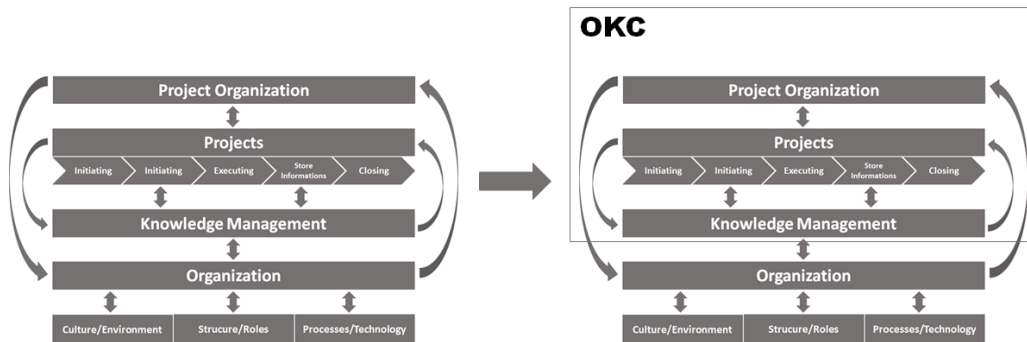 OKC
Project Organization
Projects
Initiating
Initiating
Executing
Store
Informations
Closing
Knowledge Management
Organization
Culture/Environment
Strucure/Roles
Processes/Technology
Project Organization
Projects
Initiating
Initiating
Executing
Store
Informations
Closing
Knowledge Management
Organization
Culture/Environment
Strucure/Roles
Processes/Technology